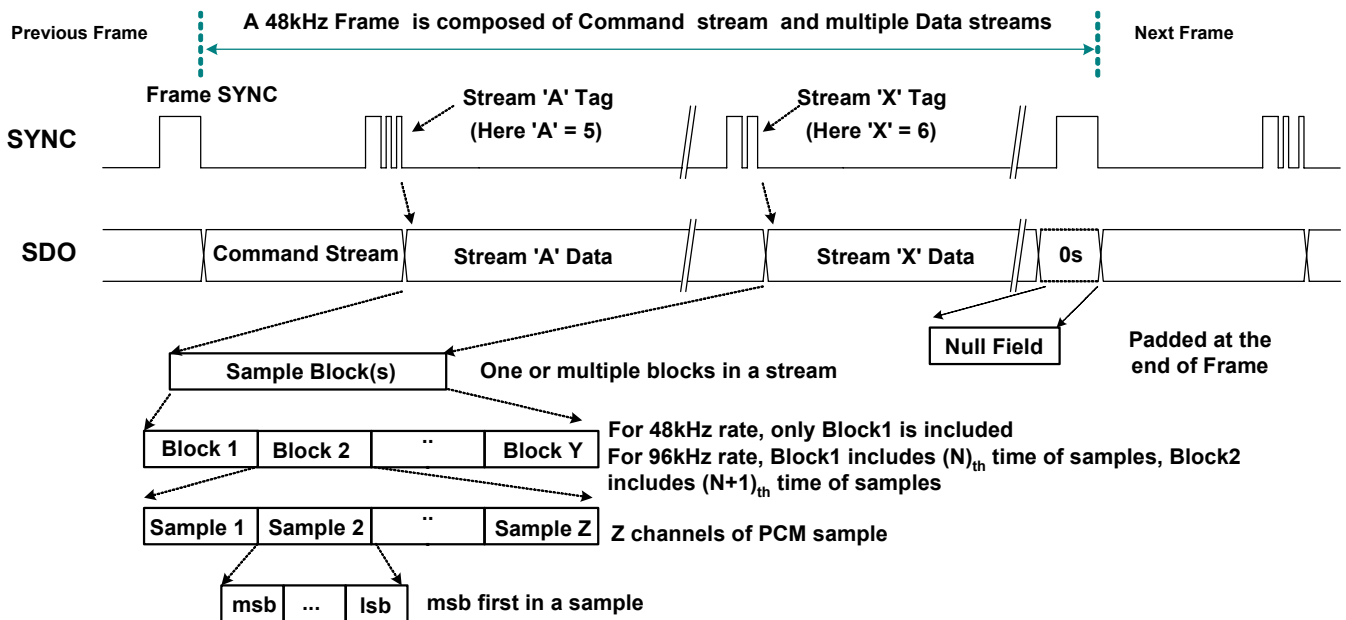 A 48kHz Frame is composed of Command stream and multiple Data streams
Previous Frame
Next Frame
Frame SYNC
Stream 'A' Tag
(Here 'A' = 5)
Stream 'X' Tag
(Here 'X' = 6)
SYNC
SDO
Command Stream
Stream 'A' Data
Stream 'X' Data
0s
Null Field
Padded at the
end of Frame
Sample Block(s)
One or multiple blocks in a stream
Block 1
Block 2
..
Block Y
For 48kHz rate, only Block1 is included
For 96kHz rate, Block1 includes (N)th time of samples, Block2
includes (N+1)th time of samples
Sample 1
Sample 2
..
Sample Z
Z channels of PCM sample
msb
...
lsb
msb first in a sample